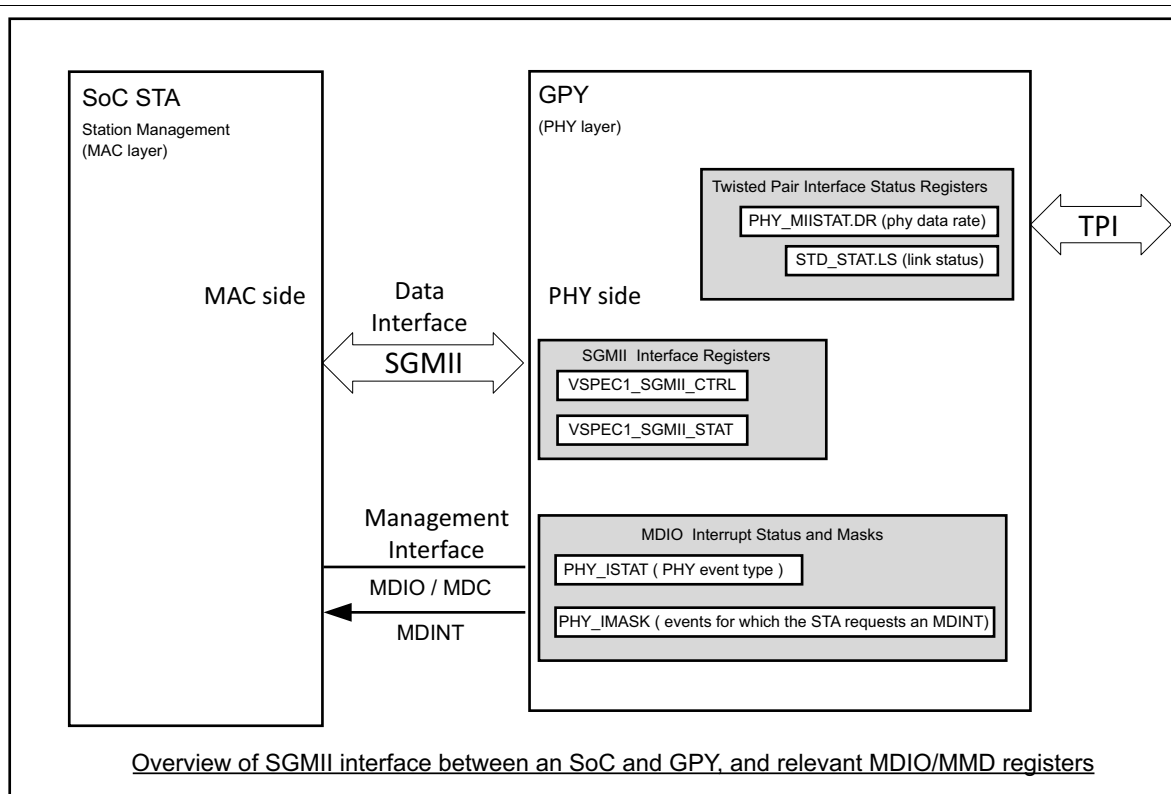 SoC STA
Station Management
(MAC layer)
MAC side
Data
Interface
SGMII
Management
Interface
MDIO / MDC
MDINT
GPY
(PHY layer)
Twisted Pair Interface Status Registers
PHY_MIISTAT.DR (phy data rate)
STD_STAT.LS (link status)
TPI
PHY side
SGMII Interface Registers
VSPEC1_SGMII_CTRL
VSPEC1_SGMII_STAT
MDIO Interrupt Status and Masks
PHY_ISTAT ( PHY event type )
PHY_IMASK ( events for which the STA requests an MDINT)
Overview of SGMII interface between an SoC and GPY, and relevant MDIO/MMD registers